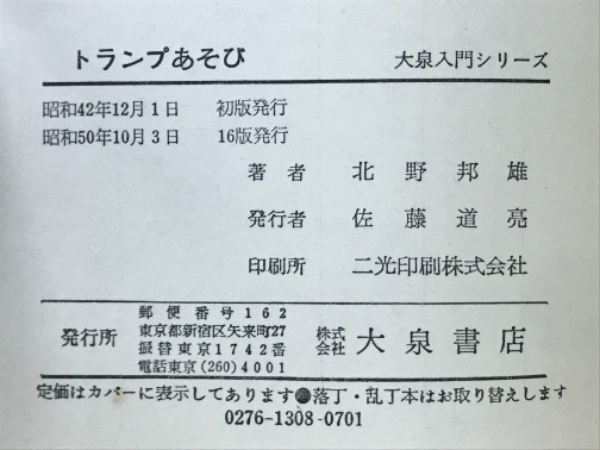 トランプあそび 大泉入門シリーズ
昭和42年12月1日 初版発行
昭和50年10月3日 16版発行
著者 北野邦雄
発行者 佐藤道亮
印刷所 二光印刷株式会社
発行所
郵便番号162
東京都新宿区矢来町27
振替東京1742番
電話東京(260)4001
株式会社 大泉書店
定価はカバーに表示してあります●落丁・乱丁本はお取り替えします
0276-1308-0701